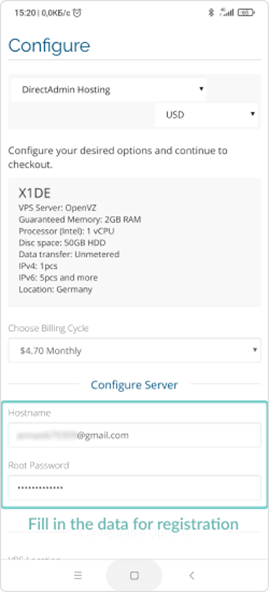 15:20 | 0,0КБ/с
Configure
DirectAdmin Hosting
USD
Configure your desired options and continue to
checkout.
X1DE
VPS Server: OpenVZ
Guaranteed Memory: 2GB RAM
Processor (Intel): 1 vCPU
Disc space: 50GB HDD
Data transfer: Unmetered
IPv4: 1pcs
IPv6: 5pcs and more
Location: Germany
Choose Billing Cycle
$4.70 Monthly
Configure Server
Hostname
@gmail.com
Root Password
•••••••••••••
Fill in the data for registration